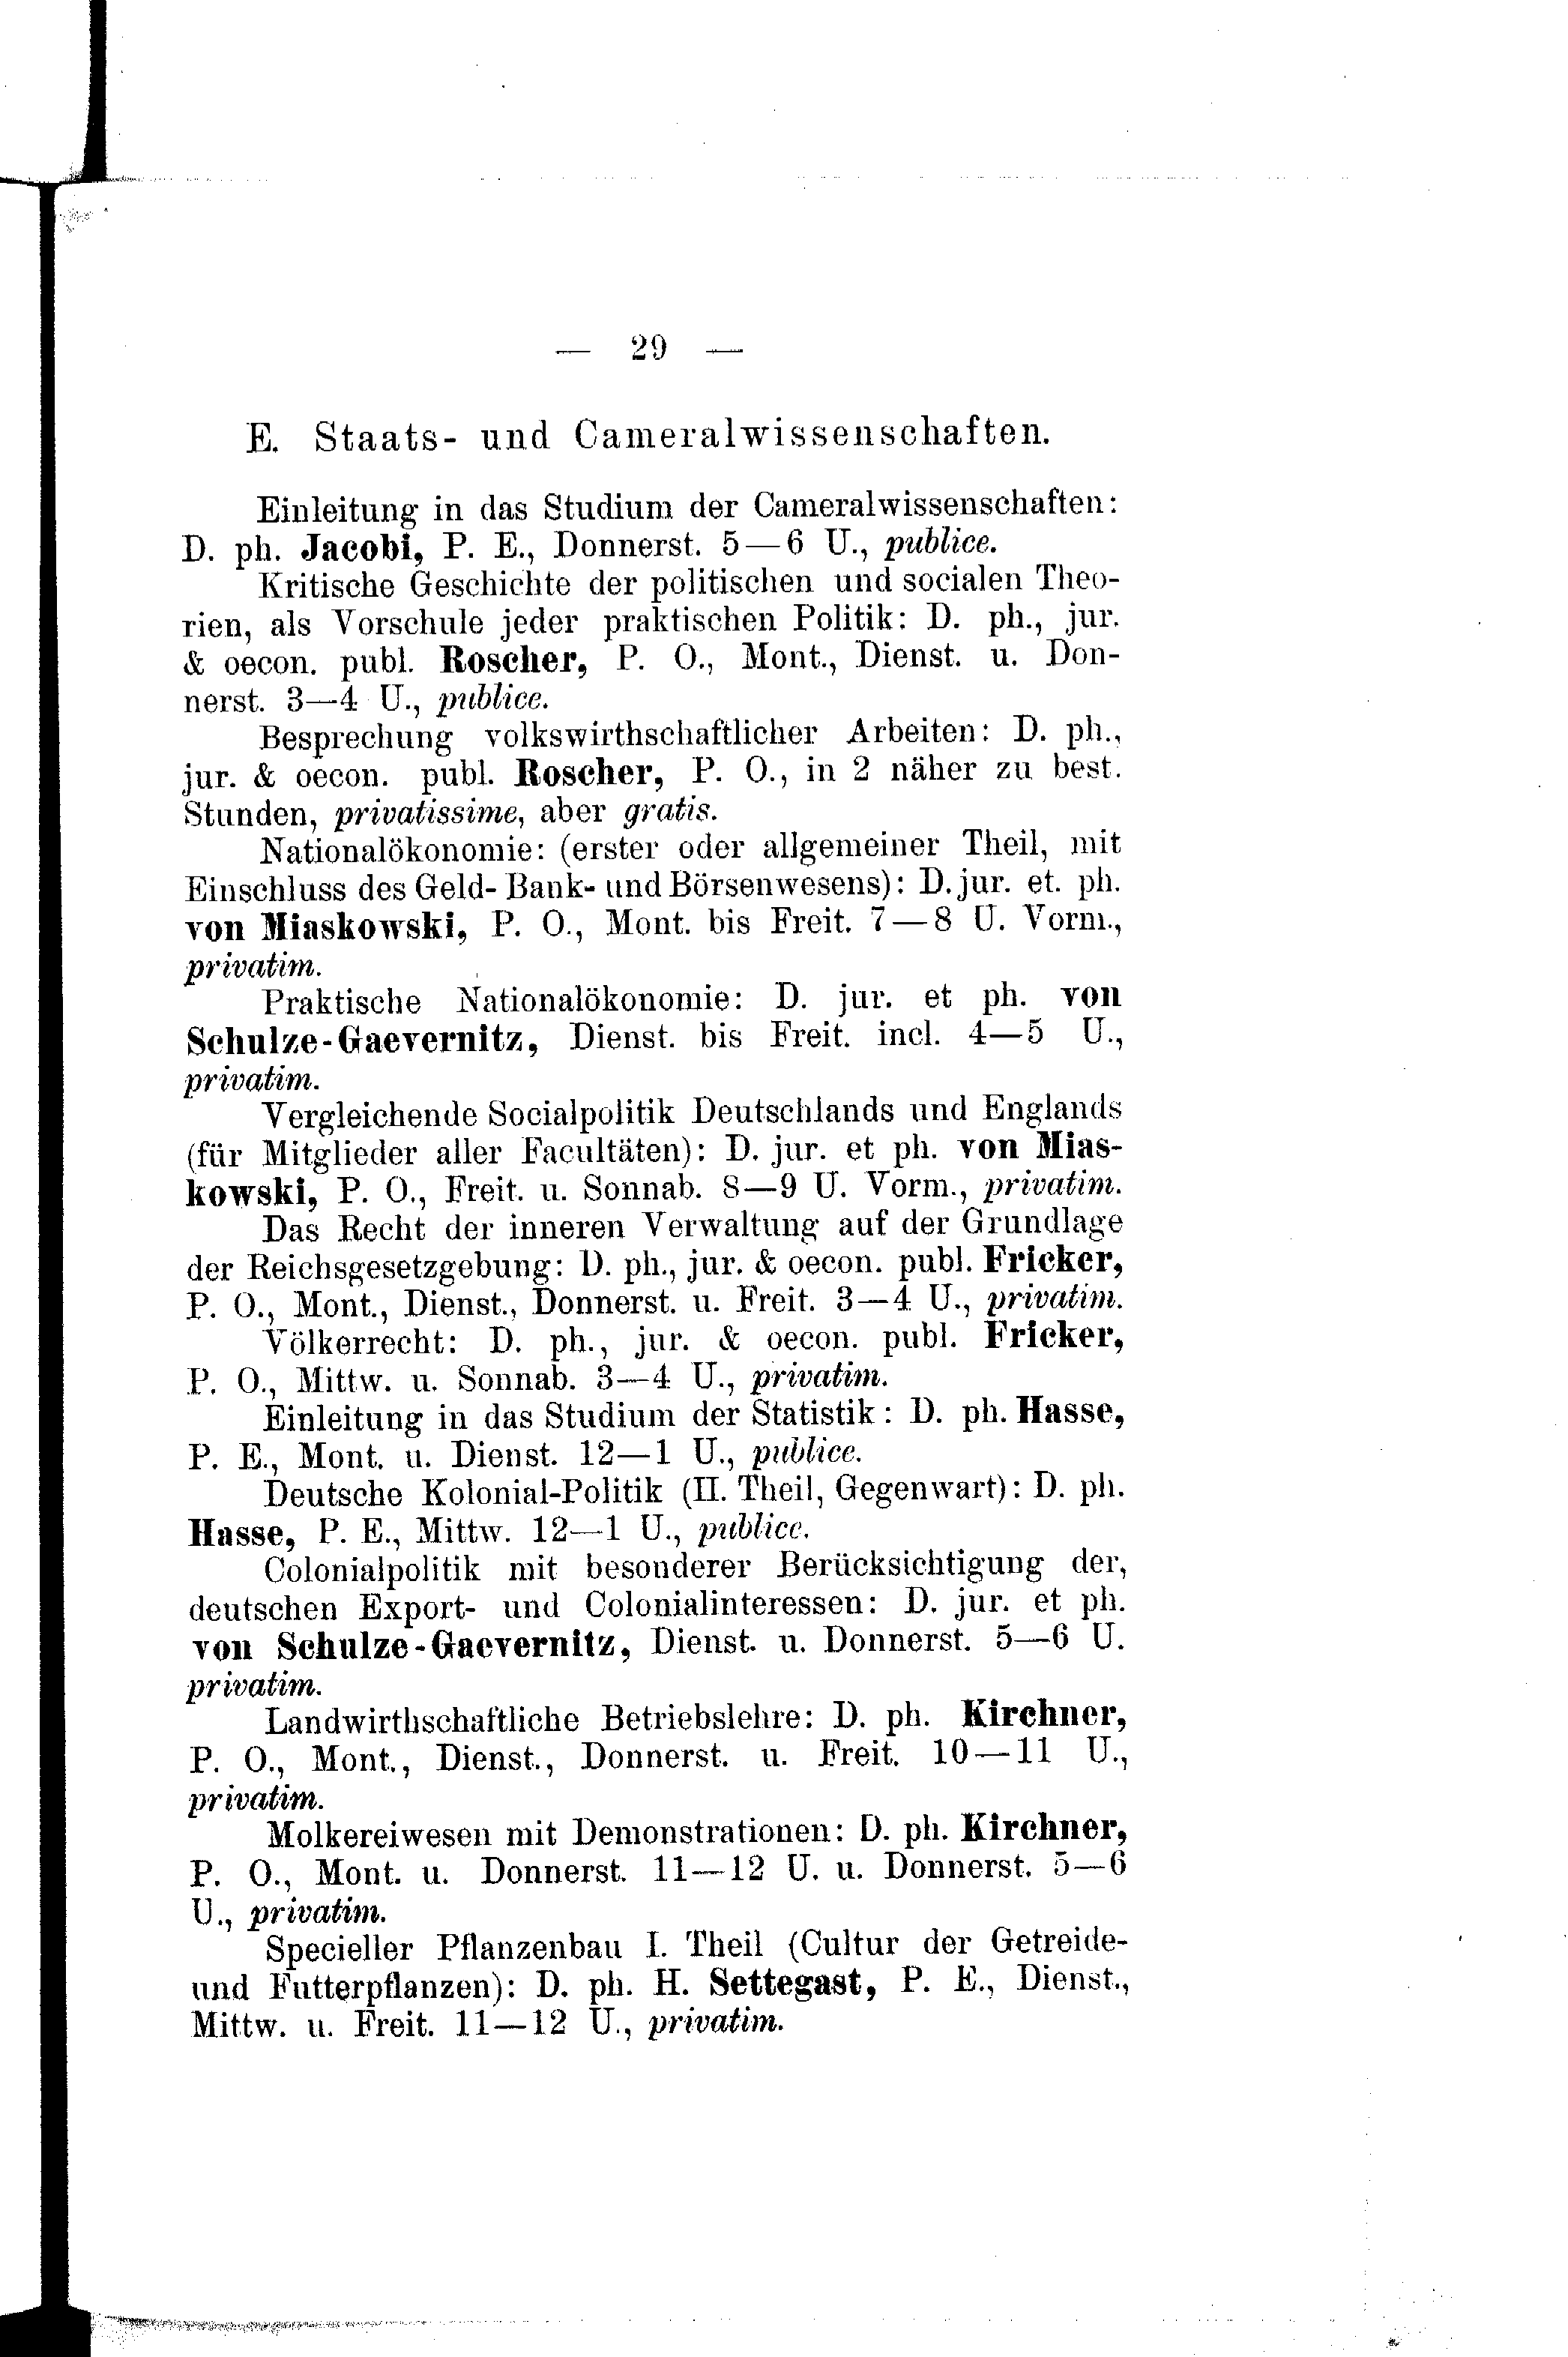 — 29 —
E. Staats- und Cameralwissenschaften.
Einleitung in das Studium der Cameralwissenschaften:
D. ph. Jacobi, P. E., Donnerst. 5—6 U., publice.
Kritische Geschichte der politischen und socialen Theo-
rien, als Vorschule jeder praktischen Politik: D. ph., jur.
& oecon. publ. Roscher, P. O., Mont., Dienst. u. Don-
nerst. 3—4 U., publice.
Besprechung volkswirthschaftlicher Arbeiten: D. ph.,
jur. & oecon. publ. Roscher, P. O., in 2 näher zu best.
Stunden, privatissime, aber gratis.
Nationalökonomie: (erster oder allgemeiner Theil, mit
Einschluss des Geld- Bank- und Börsenwesens): D. jur. et. ph.
von Miaskowski, P. O., Mont. bis Freit. 7—8 U. Vorm.,
privatim.
Praktische Nationalökonomie: D. jur. et ph. von
Schulze-Gaevernitz, Dienst. bis Freit. incl. 4—5 U.,
privatim.
Vergleichende Socialpolitik Deutschlands und Englands
(für Mitglieder aller Facultäten): D. jur. et ph. von Mias-
kowski, P. O., Freit. u. Sonnab. 8—9 U. Vorm., privatim.
Das Recht der inneren Verwaltung auf der Grundlage
der Reichsgesetzgebung: D. ph., jur. & oecon. publ. Fricker,
P. O., Mont., Dienst., Donnerst. u. Freit. 3—4 U., privatim.
Völkerrecht: D. ph., jur. & oecon. publ. Fricker,
P. O., Mittw. u. Sonnab. 3—4 U., privatim.
Einleitung in das Studium der Statistik: D. ph. Hasse,
P. E., Mont. u. Dienst. 12—1 U., publice.
Deutsche Kolonial-Politik (II. Theil, Gegenwart): D. ph.
Hasse, P. E., Mittw. 12—1 U., publice.
Colonialpolitik mit besonderer Berücksichtigung der,
deutschen Export- und Colonialinteressen: D. jur. et ph.
von Schulze-Gaevernitz, Dienst. u. Donnerst. 5—6 U.
privatim.
Landwirthschaftliche Betriebslehre: D. ph. Kirchner,
P. O., Mont., Dienst., Donnerst. u. Freit. 10—11 U.,
privatim.
Molkereiwesen mit Demonstrationen: D. ph. Kirchner,
P. O., Mont. u. Donnerst. 11—12 U. u. Donnerst. 5—6
U., privatim.
Specieller Pflanzenbau I. Theil (Cultur der Getreide-
und Futterpflanzen): D. ph. H. Settegast, P. E., Dienst.,
Mittw. u. Freit. 11—12 U., privatim.